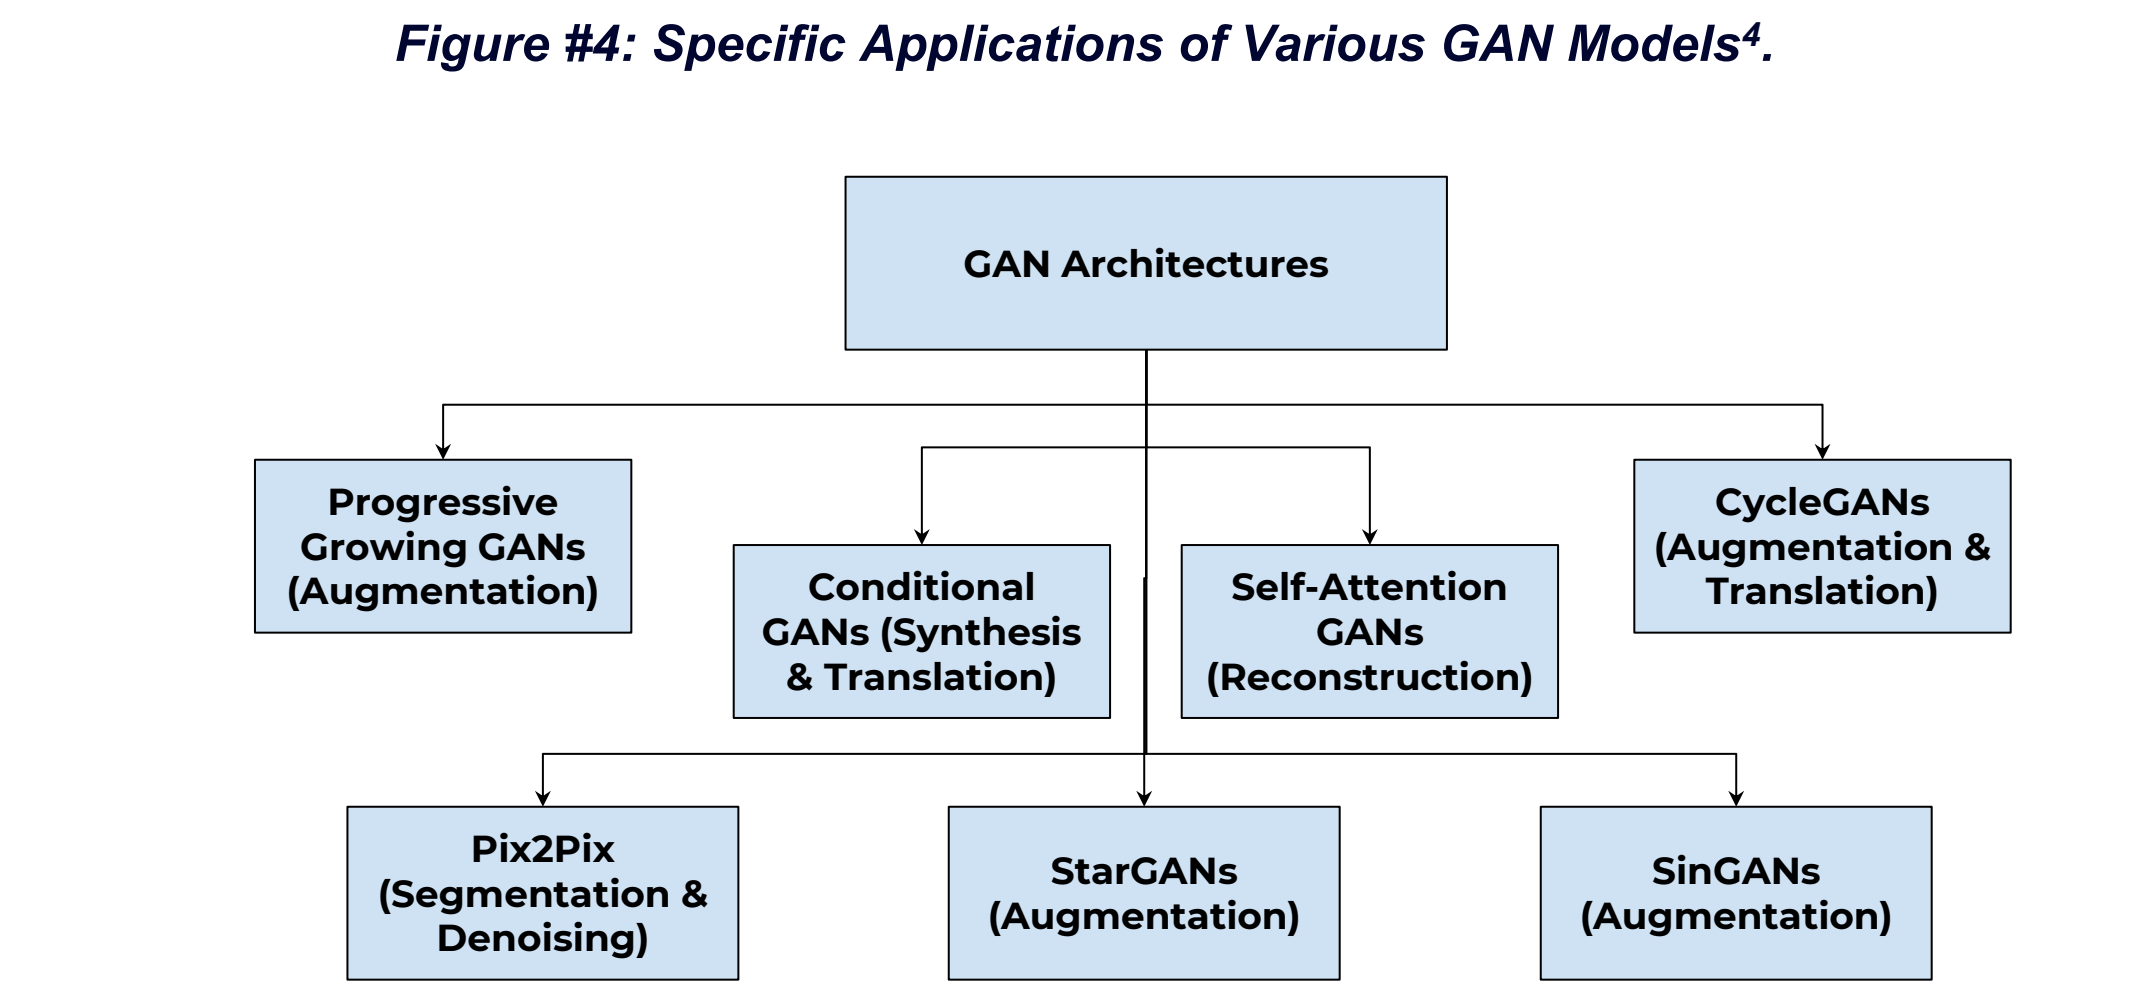 Figure #4: Specific Applications of Various GAN Models⁴.
GAN Architectures
Progressive
Growing GANs
(Augmentation)
Conditional
GANs (Synthesis
& Translation)
Self-Attention
GANs
(Reconstruction)
CycleGANs
(Augmentation &
Translation)
Pix2Pix
(Segmentation &
Denoising)
StarGANs
(Augmentation)
SinGANs
(Augmentation)